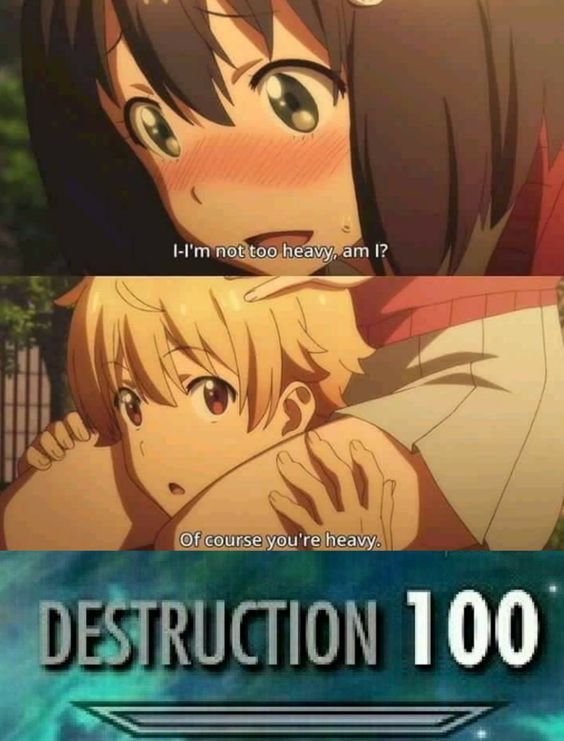 I-I'm not too heavy, am I?
Of course you're heavy.
DESTRUCTION 100